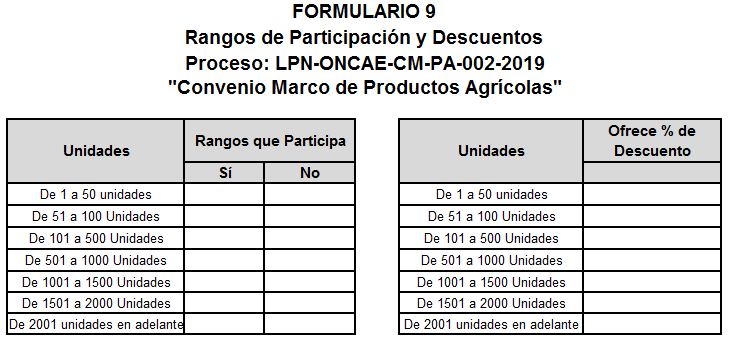 FORMULARIO 9
Rangos de Participación y Descuentos
Proceso: LPN-ONCAE-CM-PA-002-2019
"Convenio Marco de Productos Agrícolas"
Unidades
Rangos que Participa
Sí No
De 1 a 50 unidades
De 51 a 100 Unidades
De 101 a 500 Unidades
De 501 a 1000 Unidades
De 1001 a 1500 Unidades
De 1501 a 2000 Unidades
De 2001 unidades en adelante
Unidades
Ofrece % de
Descuento
De 1 a 50 unidades
De 51 a 100 Unidades
De 101 a 500 Unidades
De 501 a 1000 Unidades
De 1001 a 1500 Unidades
De 1501 a 2000 Unidades
De 2001 unidades en adelante